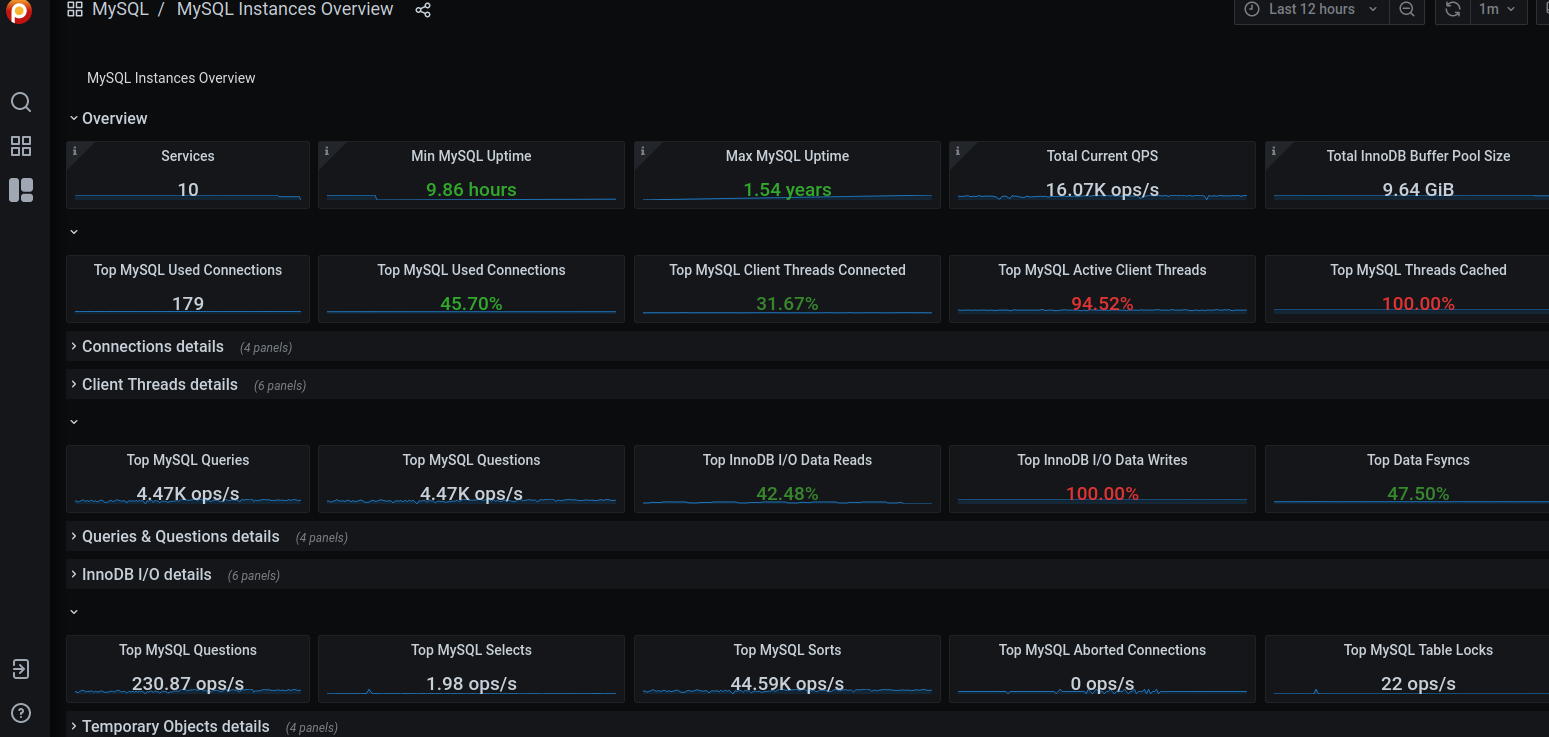 MySQL / MySQL Instances Overview
Last 12 hours
1m
MySQL Instances Overview
Overview
Services
10
Min MySQL Uptime
9.86 hours
Max MySQL Uptime
1.54 years
Total Current QPS
16.07K ops/s
Total InnoDB Buffer Pool Size
9.64 GiB
Top MySQL Used Connections
179
Top MySQL Used Connections
45.70%
Top MySQL Client Threads Connected
31.67%
Top MySQL Active Client Threads
94.52%
Top MySQL Threads Cached
100.00%
Connections details (4 panels)
Client Threads details (6 panels)
Top MySQL Queries
4.47K ops/s
Top MySQL Questions
4.47K ops/s
Top InnoDB I/O Data Reads
42.48%
Top InnoDB I/O Data Writes
100.00%
Top Data Fsyncs
47.50%
Queries & Questions details (4 panels)
InnoDB I/O details (6 panels)
Top MySQL Questions
230.87 ops/s
Top MySQL Selects
1.98 ops/s
Top MySQL Sorts
44.59K ops/s
Top MySQL Aborted Connections
0 ops/s
Top MySQL Table Locks
22 ops/s
Temporary Objects details (4 panels)